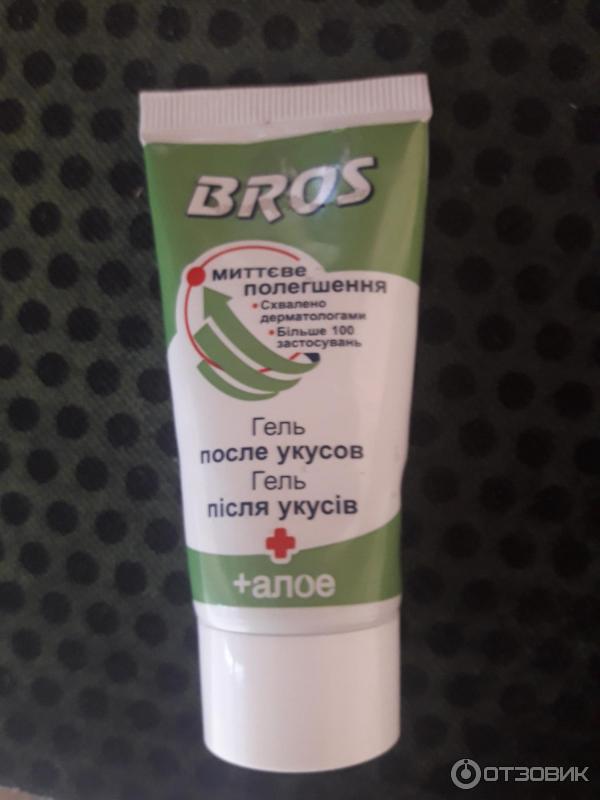 BROS
миттєве
полегшення
• Схвалено
дерматологами
• Більше 100
застосувань
Гель
после укусов
Гель
після укусів
+алое
ОТЗОВИК